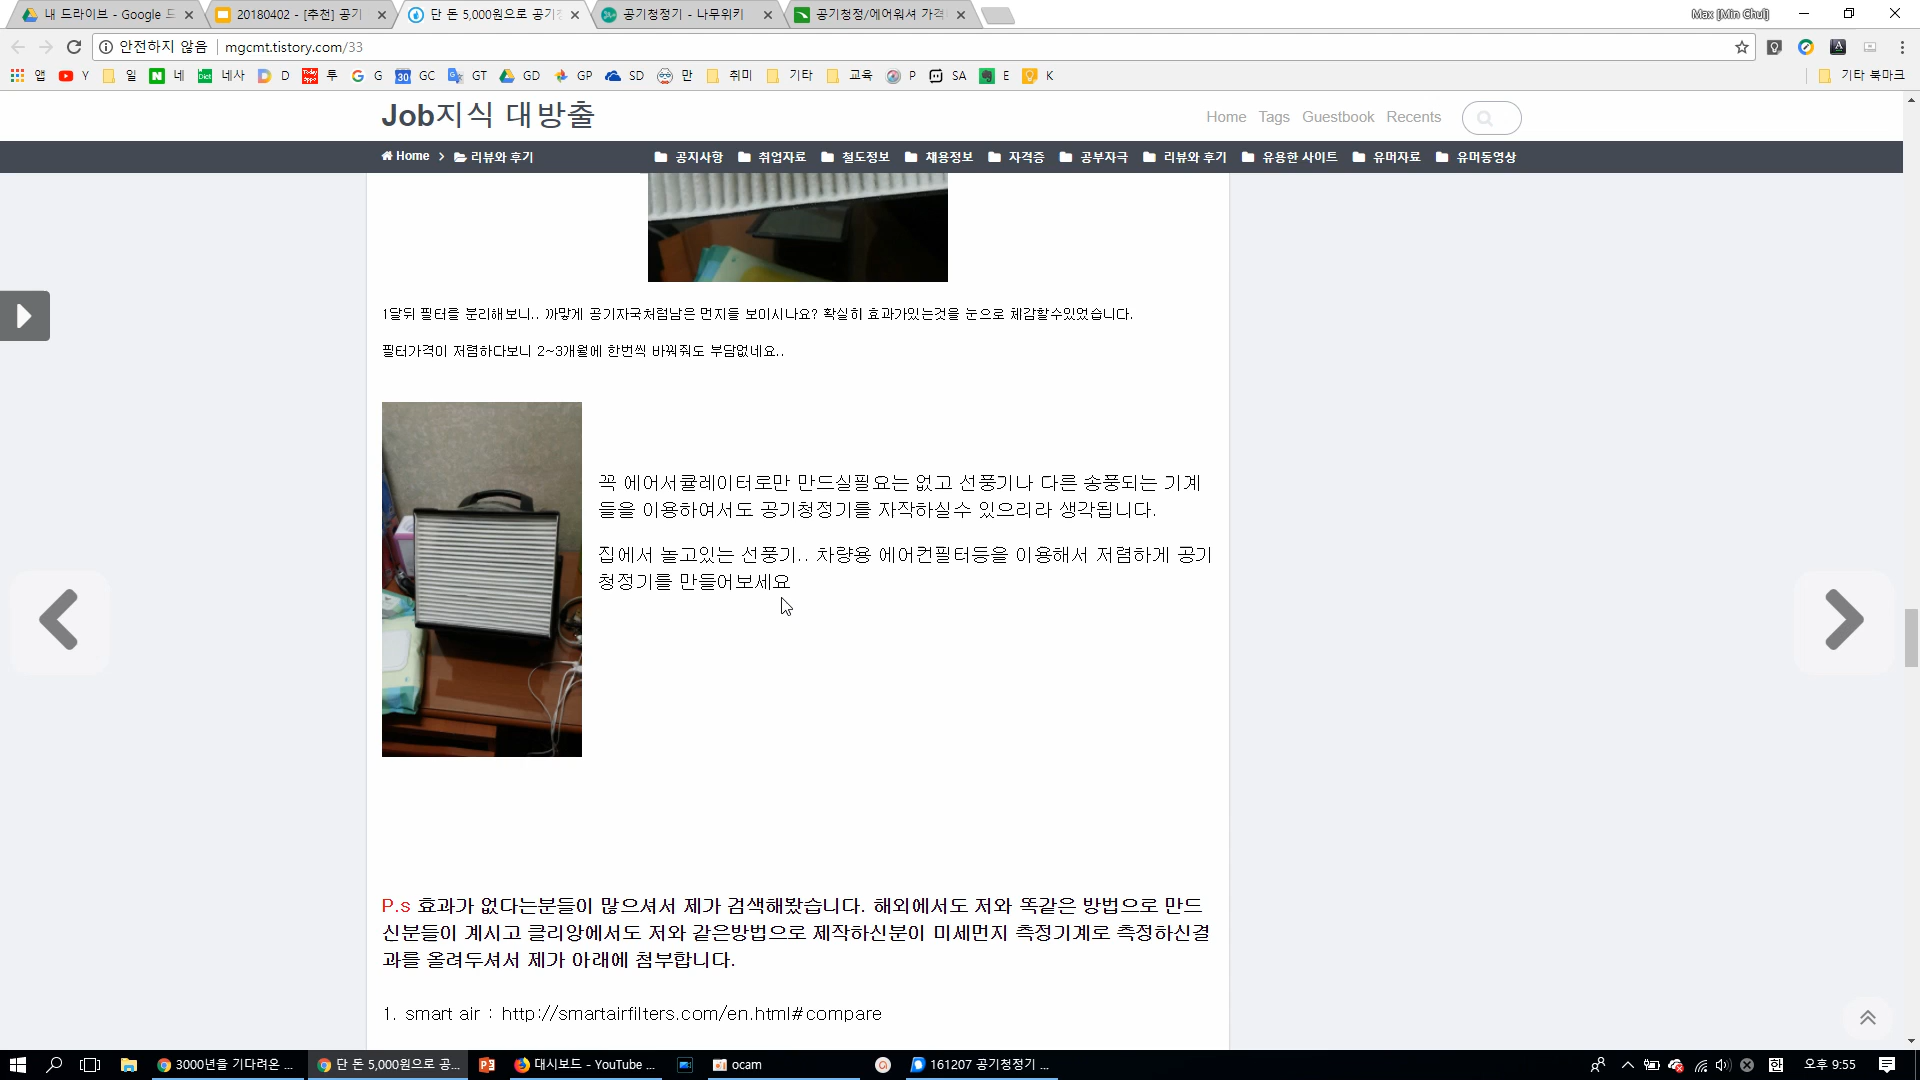 내 드라이브 - Google 드
20180402 - [추천] 공기
단 돈 5,000원으로 공기청
공기청정기 - 나무위키
공기청정/에어워셔 가격
Max [Min Chul]
안전하지 않음 mgcmt.tistory.com/33
앱 Y 일 네 네사 D 투 G GC GT GD GP SD 만 취미 기타 교육 P SA E K 기타 북마크
Job지식 대방출
Home Tags Guestbook Recents
Home 리뷰와 후기 공지사항 취업자료 철도정보 채용정보 자격증 공부자극 리뷰와 후기 유용한 사이트 유머자료 유머동영상
1달뒤 필터를 분리해보니.. 까맣게 공기자국처럼남은 먼지들 보이시나요? 확실히 효과가있는것을 눈으로 체감할수있었습니다.
필터가격이 저렴하다보니 2~3개월에 한번씩 바꿔줘도 부담없네요..
꼭 에어서큘레이터로만 만드실필요는 없고 선풍기나 다른 송풍되는 기계
들을 이용하여서도 공기청정기를 자작하실수 있으리라 생각됩니다.
집에서 놀고있는 선풍기.. 차량용 에어컨필터등을 이용해서 저렴하게 공기
청정기를 만들어보세요
P.s 효과가 없다는분들이 많으셔서 제가 검색해봤습니다. 해외에서도 저와 똑같은 방법으로 만드
신분들이 계시고 클리앙에서도 저와 같은방법으로 제작하신분이 미세먼지 측정기계로 측정하신결
과를 올려두셔서 제가 아래에 첨부합니다.
1. smart air : http://smartairfilters.com/en.html#compare
3000년을 기다려온 ...
단 돈 5,000원으로 공...
대시보드 - YouTube ...
ocam
161207 공기청정기 ...
한
오후 9:55